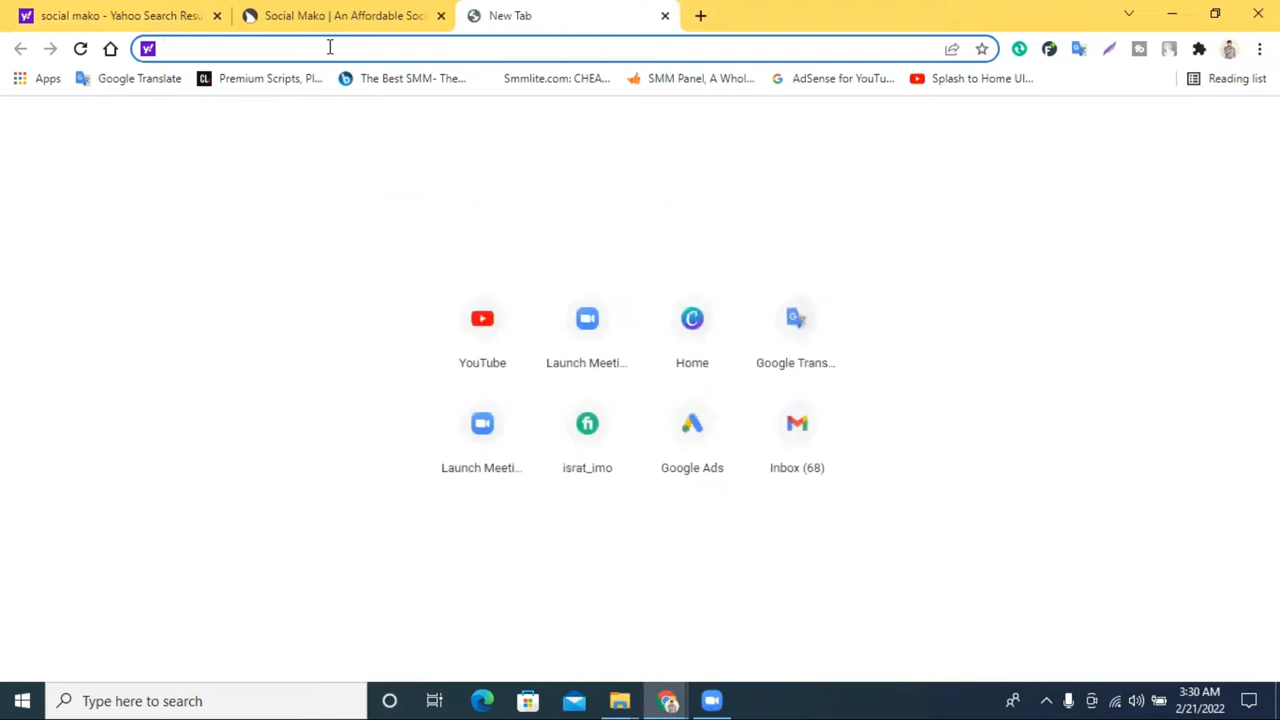 social mako - Yahoo Search Resu
Social Mako | An Affordable Soci
New Tab
y!
Apps
Google Translate
CL Premium Scripts, Pl...
The Best SMM- The...
Smmlite.com: CHEA...
SMM Panel, A Whol...
AdSense for YouTu...
Splash to Home UI...
Reading list
YouTube
Launch Meeti...
Home
Google Trans...
Launch Meeti...
israt_imo
Google Ads
Inbox (68)
Type here to search
3:30 AM
2/21/2022